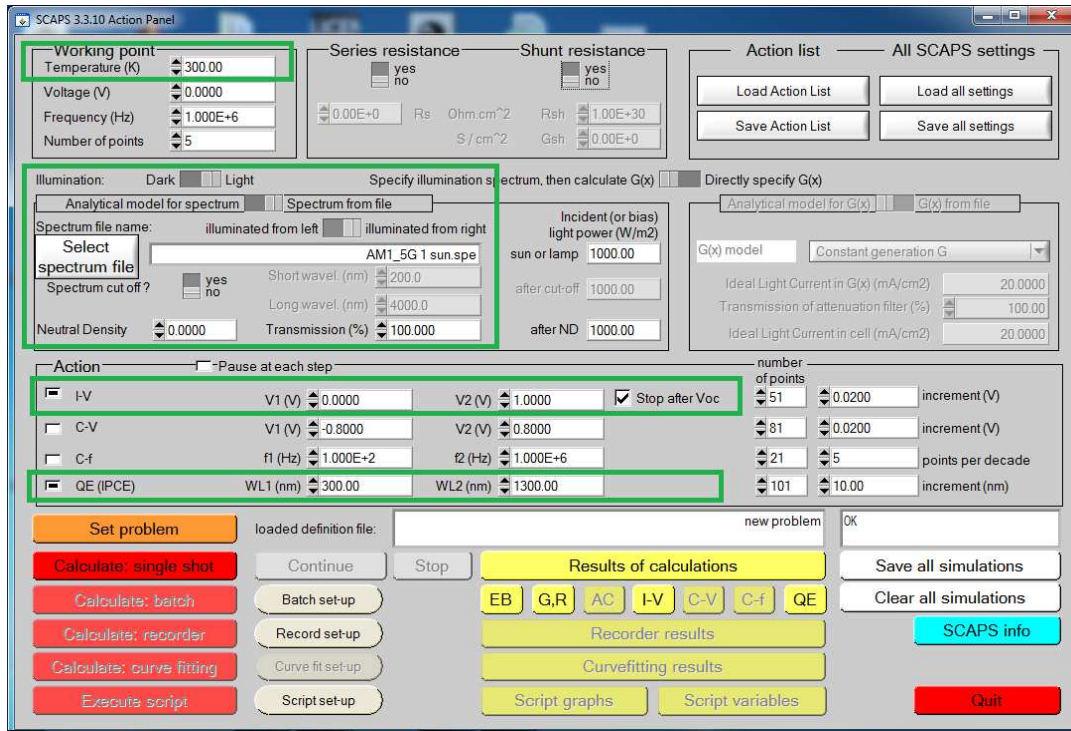 SCAPS 3.3.10 Action Panel
Working point
Temperature (K) 300.00
Voltage (V) 0.0000
Frequency (Hz) 1.000E+6
Number of points 5
Series resistance
yes
no
0.00E+0 Rs Ohm.cm^2
S / cm^2
Shunt resistance
yes
no
Rsh 1.00E+30
Gsh 0.00E+0
Action list
Load Action List
Save Action List
All SCAPS settings
Load all settings
Save all settings
Illumination: Dark Light
Specify illumination spectrum, then calculate G(x) Directly specify G(x)
Analytical model for spectrum Spectrum from file
Spectrum file name: illuminated from left illuminated from right
Select
spectrum file
AM1_5G 1 sun.spe
Spectrum cut off ? yes
no
Short wavel. (nm) 200.0
Long wavel. (nm) 4000.0
Neutral Density 0.0000
Transmission (%) 100.000
Incident (or bias)
light power (W/m2)
sun or lamp 1000.00
after cut-off 1000.00
after ND 1000.00
Analytical model for G(x) G(x) from file
G(x) model Constant generation G
Ideal Light Current in G(x) (mA/cm2) 20.0000
Transmission of attenuation filter (%) 100.00
Ideal Light Current in cell (mA/cm2) 20.0000
Action
Pause at each step
number
of points
I-V V1 (V) 0.0000 V2 (V) 1.0000 Stop after Voc 51 0.0200 increment (V)
C-V V1 (V) -0.8000 V2 (V) 0.8000 81 0.0200 increment (V)
C-f f1 (Hz) 1.000E+2 f2 (Hz) 1.000E+6 21 5 points per decade
QE (IPCE) WL1 (nm) 300.00 WL2 (nm) 1300.00 101 10.00 increment (nm)
Set problem
loaded definition file:
new problem
OK
Calculate: single shot Continue Stop Results of calculations Save all simulations
Calculate: batch Batch set-up EB G,R AC I-V C-V C-f QE Clear all simulations
Calculate: recorder Record set-up Recorder results SCAPS info
Calculate: curve fitting Curve fit set-up Curvefitting results
Execute script Script set-up Script graphs Script variables Quit